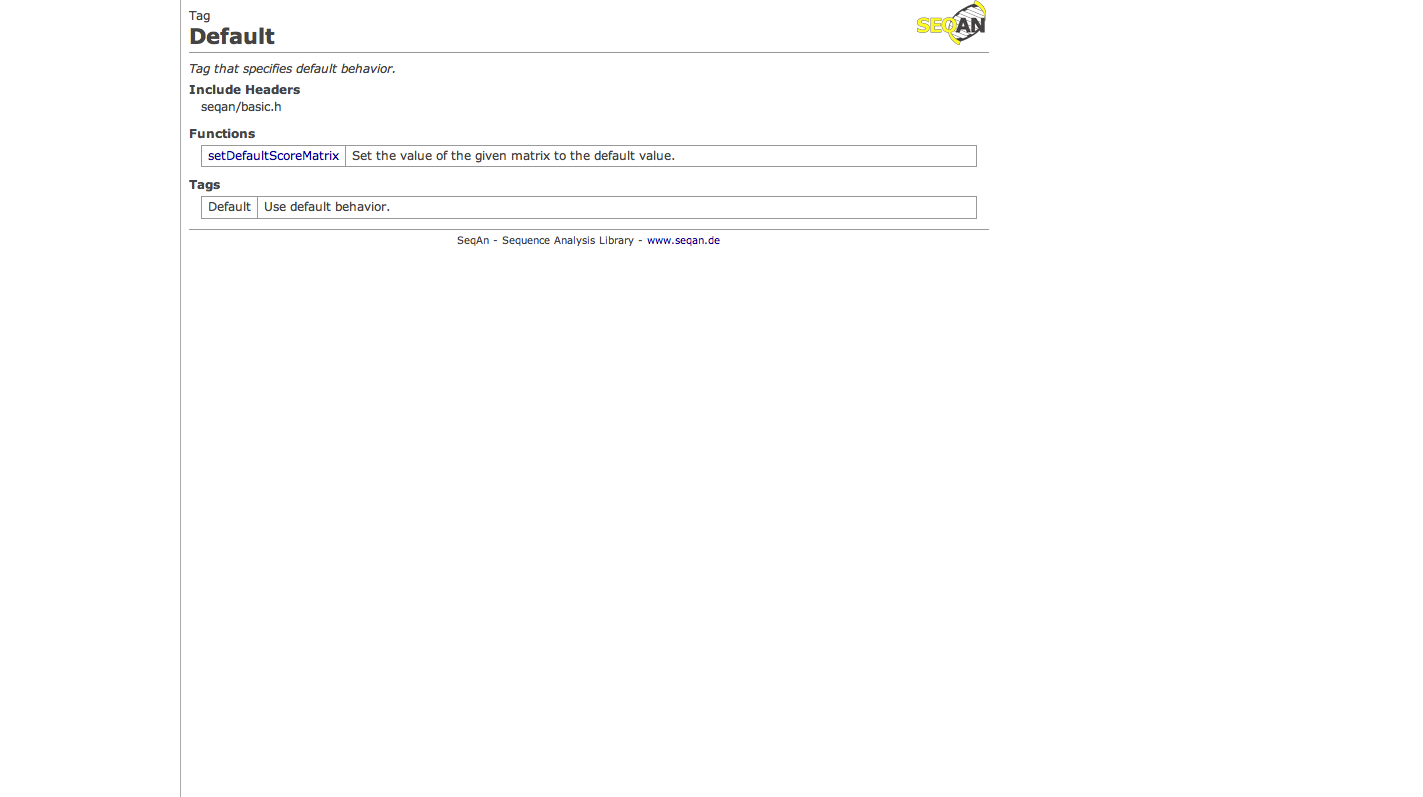 Tag
SEQAN
Default
Tag that specifies default behavior.
Include Headers
seqan/basic.h
Functions
setDefaultScoreMatrix Set the value of the given matrix to the default value.
Tags
Default Use default behavior.
SeqAn - Sequence Analysis Library - www.seqan.de